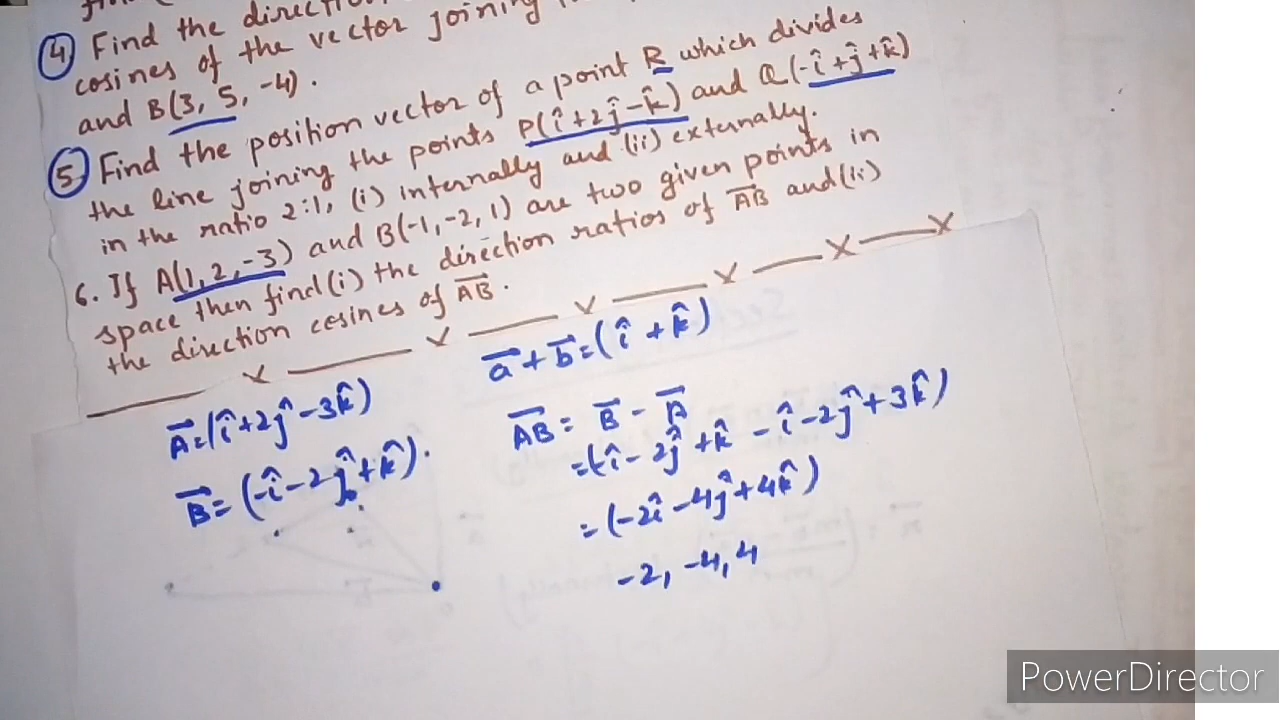 ④ Find the direction
cosines of the vector joining
and B(3, 5, -4).
⑤ Find the position vector of a point R which divides
the line joining the points P(î+2ĵ-k̂) and Q(-î+ĵ+k̂)
in the ratio 2:1, (i) internally and (ii) externally.
6. If A(1, 2, -3) and B(-1, -2, 1) are two given points in
space then find (i) the direction ratios of A⃗B and (ii)
the direction cesines of A⃗B.
x x x x x
a⃗ + b⃗ = (î + k̂)
A⃗ = (î+2ĵ-3k̂)
B⃗ = (-î-2ĵ+k̂).
A⃗B = B⃗ - A⃗
= (-î-2ĵ+k̂-î-2ĵ+3k̂)
= (-2î-4ĵ+4k̂)
-2, -4, 4
PowerDirector